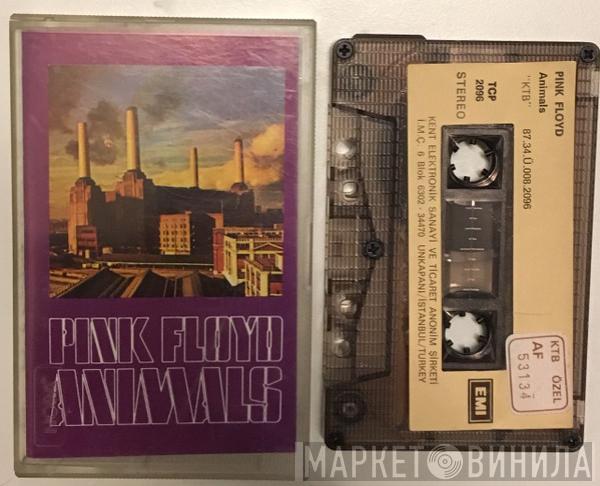 PINK FLOYD
ANIMALS
PINK FLOYD
Animals
"KTB"
87.34.Ü.008.2096
TCP
2096
STEREO
KENT ELEKTRONİK SANAYİ VE TİCARET ANONİM ŞİRKETİ
İ.M.Ç. 6 Blok 6302 - 34470 UNKAPANI/İSTANBUL/TURKEY
EMI
KTB ÖZEL
AF
53134
МАРКЕТ ВИНИЛА